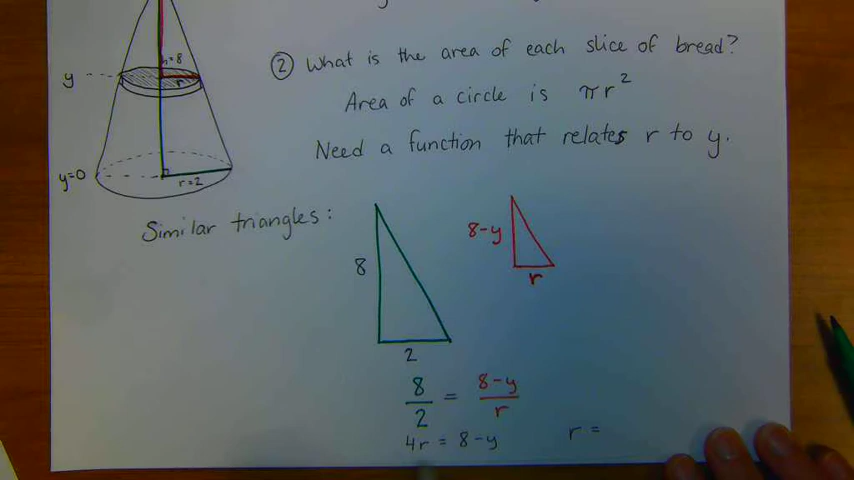 h=8
y
r
② What is the area of each slice of bread?
Area of a circle is πr²
Need a function that relates r to y.
y=0
r=2
Similar triangles:
8
2
8-y
r
8/2 = 8-y/r
4r = 8-y
r =